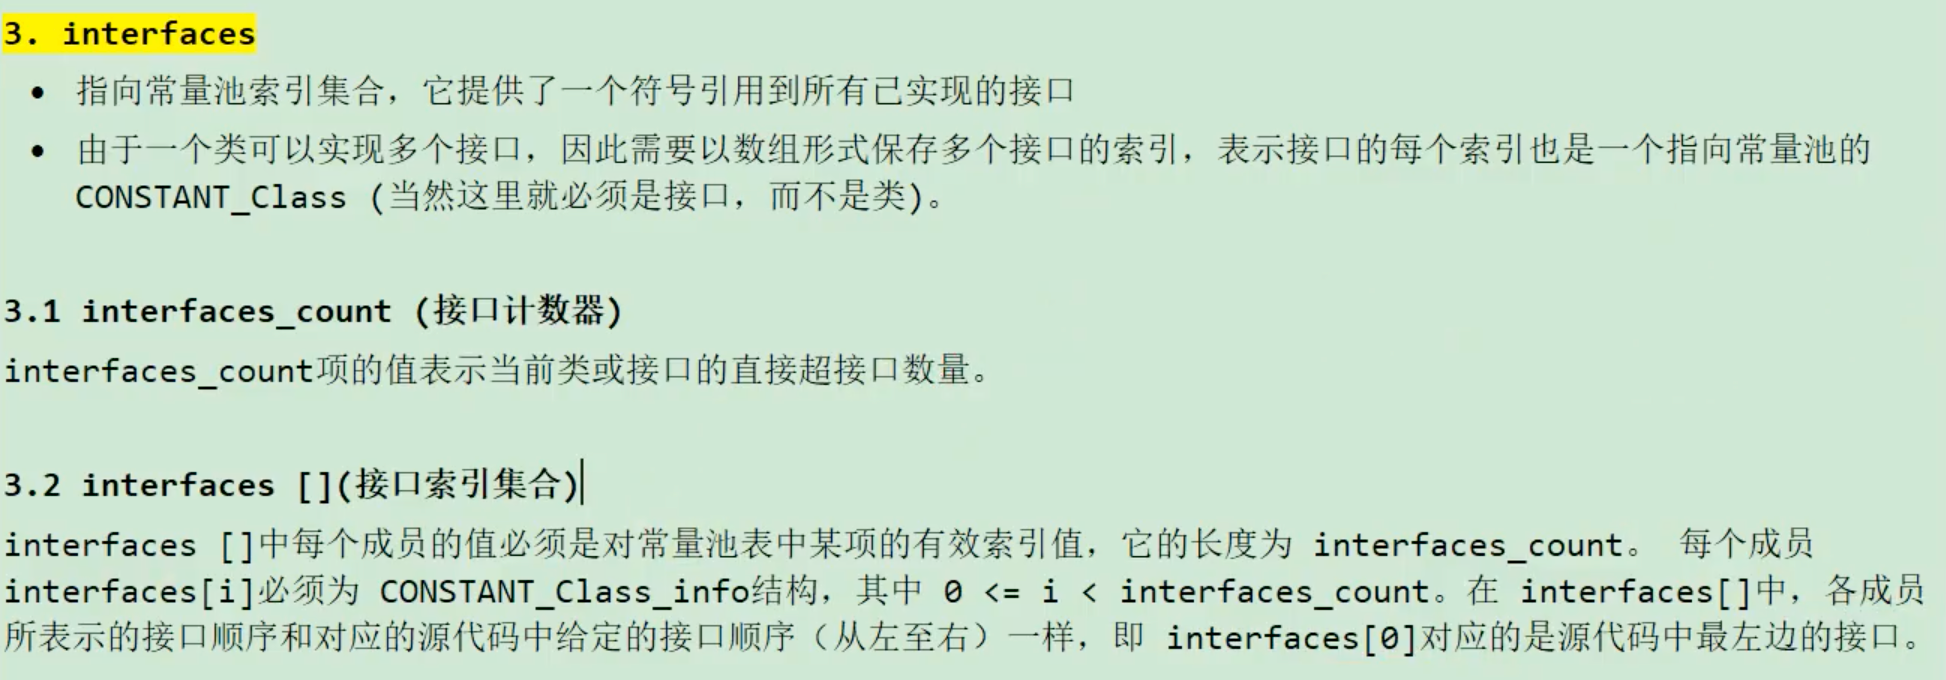 3. interfaces
• 指向常量池索引集合，它提供了一个符号引用到所有已实现的接口
• 由于一个类可以实现多个接口，因此需要以数组形式保存多个接口的索引，表示接口的每个索引也是一个指向常量池的
CONSTANT_Class (当然这里就必须是接口，而不是类)。
3.1 interfaces_count (接口计数器)
interfaces_count项的值表示当前类或接口的直接超接口数量。
3.2 interfaces [](接口索引集合)
interfaces []中每个成员的值必须是对常量池表中某项的有效索引值，它的长度为 interfaces_count。 每个成员
interfaces[i]必须为 CONSTANT_Class_info结构，其中 0 <= i < interfaces_count。在 interfaces[]中，各成员
所表示的接口顺序和对应的源代码中给定的接口顺序（从左至右）一样，即 interfaces[0]对应的是源代码中最左边的接口。